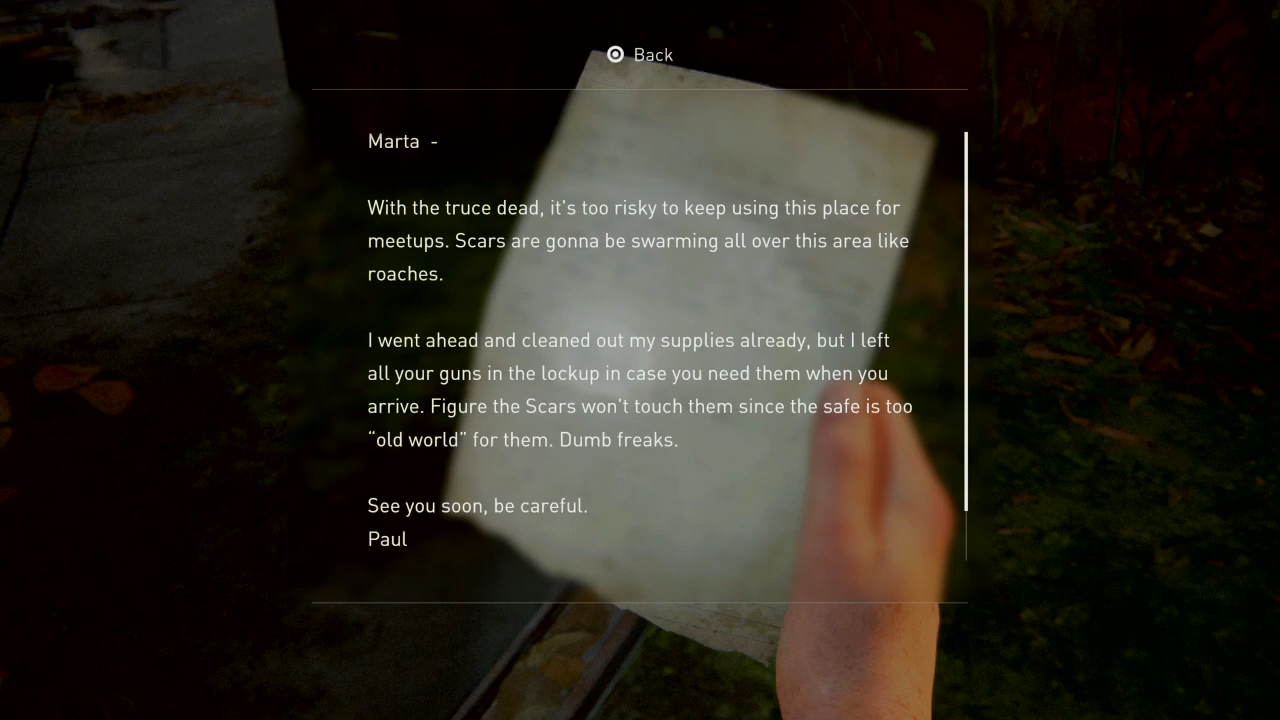 Back
Marta -
With the truce dead, it's too risky to keep using this place for
meetups. Scars are gonna be swarming all over this area like
roaches.
I went ahead and cleaned out my supplies already, but I left
all your guns in the lockup in case you need them when you
arrive. Figure the Scars won't touch them since the safe is too
“old world” for them. Dumb freaks.
See you soon, be careful.
Paul